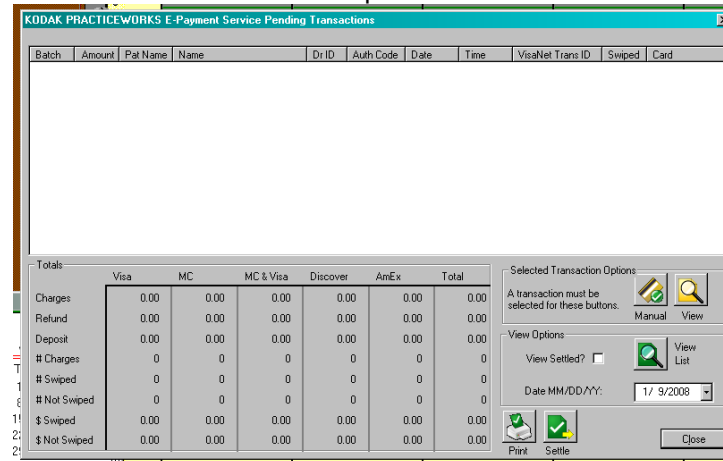 KODAK PRACTICEWORKS E-Payment Service Pending Transactions
Batch Amount Pat Name Name Dr ID Auth Code Date Time VisaNet Trans ID Swiped Card
Totals
Visa MC MC & Visa Discover AmEx Total
Charges 0.00 0.00 0.00 0.00 0.00 0.00
Refund 0.00 0.00 0.00 0.00 0.00 0.00
Deposit 0.00 0.00 0.00 0.00 0.00 0.00
# Charges 0 0 0 0 0 0
# Swiped 0 0 0 0 0 0
# Not Swiped 0 0 0 0 0 0
$ Swiped 0.00 0.00 0.00 0.00 0.00 0.00
$ Not Swiped 0.00 0.00 0.00 0.00 0.00 0.00
Selected Transaction Options
A transaction must be
selected for these buttons.
Manual View
View Options
View Settled?
View
List
Date MM/DD/YY: 1/ 9/2008
Print Settle
Close